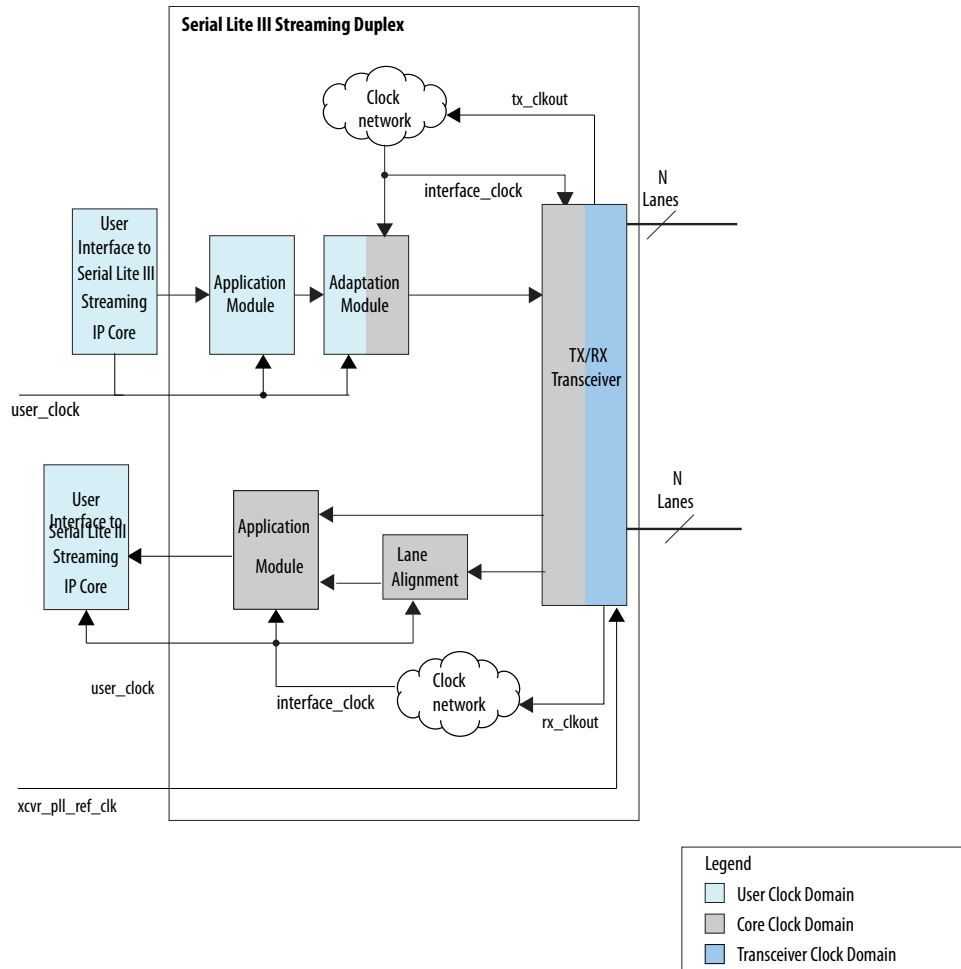 Serial Lite III Streaming Duplex
Clock
network
tx_clkout
interface_clock
N
Lanes
User
Interface to
Serial Lite III
Streaming
IP Core
Application
Module
Adaptation
Module
TX/RX
Transceiver
user_clock
N
Lanes
User
Interface to
Serial Lite III
Streaming
IP Core
Application
Module
Lane
Alignment
user_clock
interface_clock
Clock
network
rx_clkout
xcvr_pll_ref_clk
Legend
User Clock Domain
Core Clock Domain
Transceiver Clock Domain